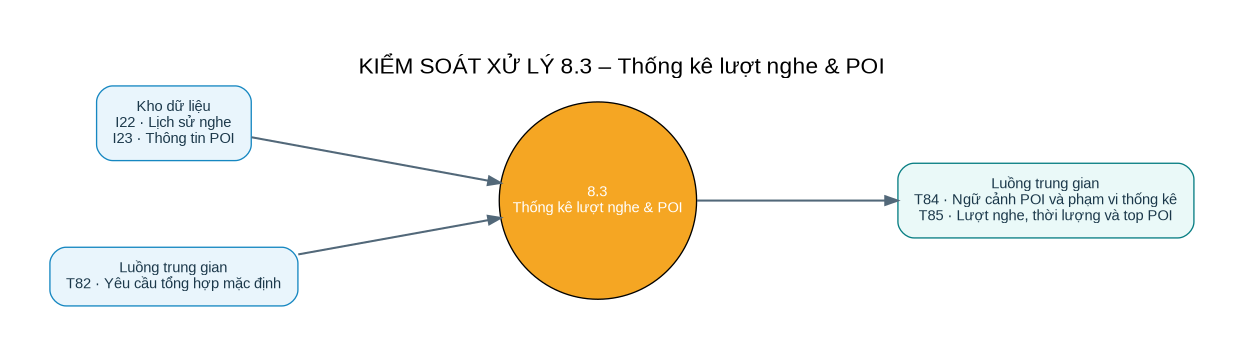 KIỂM SOÁT XỬ LÝ 8.3 – Thống kê lượt nghe & POI
Kho dữ liệu
I22 · Lịch sử nghe
I23 · Thông tin POI
Luồng trung gian
T82 · Yêu cầu tổng hợp mặc định
8.3
Thống kê lượt nghe & POI
Luồng trung gian
T84 · Ngữ cảnh POI và phạm vi thống kê
T85 · Lượt nghe, thời lượng và top POI